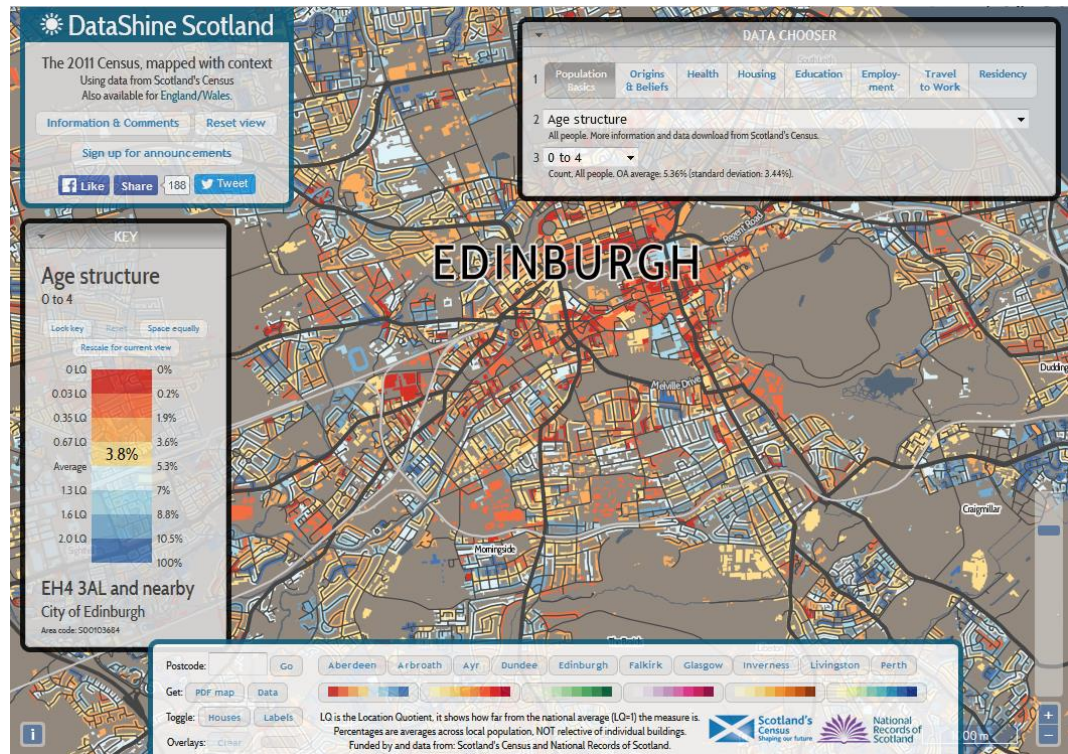 DataShine Scotland
The 2011 Census, mapped with context
Using data from Scotland's Census
Also available for England/Wales.
Information & Comments Reset view
Sign up for announcements
Like Share 188 Tweet
DATA CHOOSER
1 Population Basics Origins & Beliefs Health Housing Education Employ-ment Travel to Work Residency
2 Age structure
All people. More information and data download from Scotland's Census.
3 0 to 4
Count. All people. OA average: 5.36% (standard deviation: 3.44%).
KEY
Age structure
0 to 4
Lock key Reset Space equally
Rescale for current view
0 LQ 0%
0.03 LQ 0.2%
0.35 LQ 1.9%
0.67 LQ 3.6%
3.8%
Average 5.3%
1.3 LQ 7%
1.6 LQ 8.8%
2.0 LQ 10.5%
100%
EH4 3AL and nearby
City of Edinburgh
Area code: S00103684
EDINBURGH
Regent Road
Melville Drive
Dudding
Craigmillar
Morningside
Postcode: Go Aberdeen Arbroath Ayr Dundee Edinburgh Falkirk Glasgow Inverness Livingston Perth
Get: PDF map Data
Toggle: Houses Labels
Overlays: Clear
LQ is the Location Quotient, it shows how far from the national average (LQ=1) the measure is.
Percentages are averages across local population, NOT relective of individual buildings.
Funded by and data from: Scotland's Census and National Records of Scotland.
Scotland's Census
Shaping our future
National Records of Scotland
i
+
−